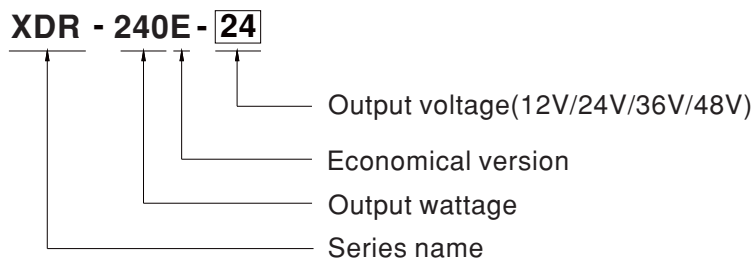 XDR - 240E - 24
Output voltage(12V/24V/36V/48V)
Economical version
Output wattage
Series name